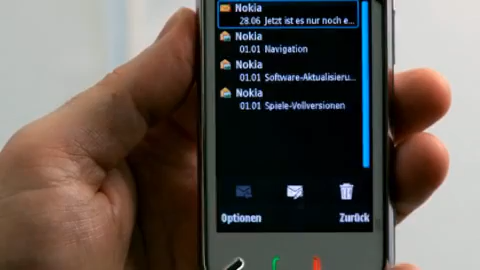 Nokia
28.06 Jetzt ist es nur noch e...
Nokia
01.01 Navigation
Nokia
01.01 Software-Aktualisieru...
Nokia
01.01 Spiele-Vollversionen
Optionen Zurück